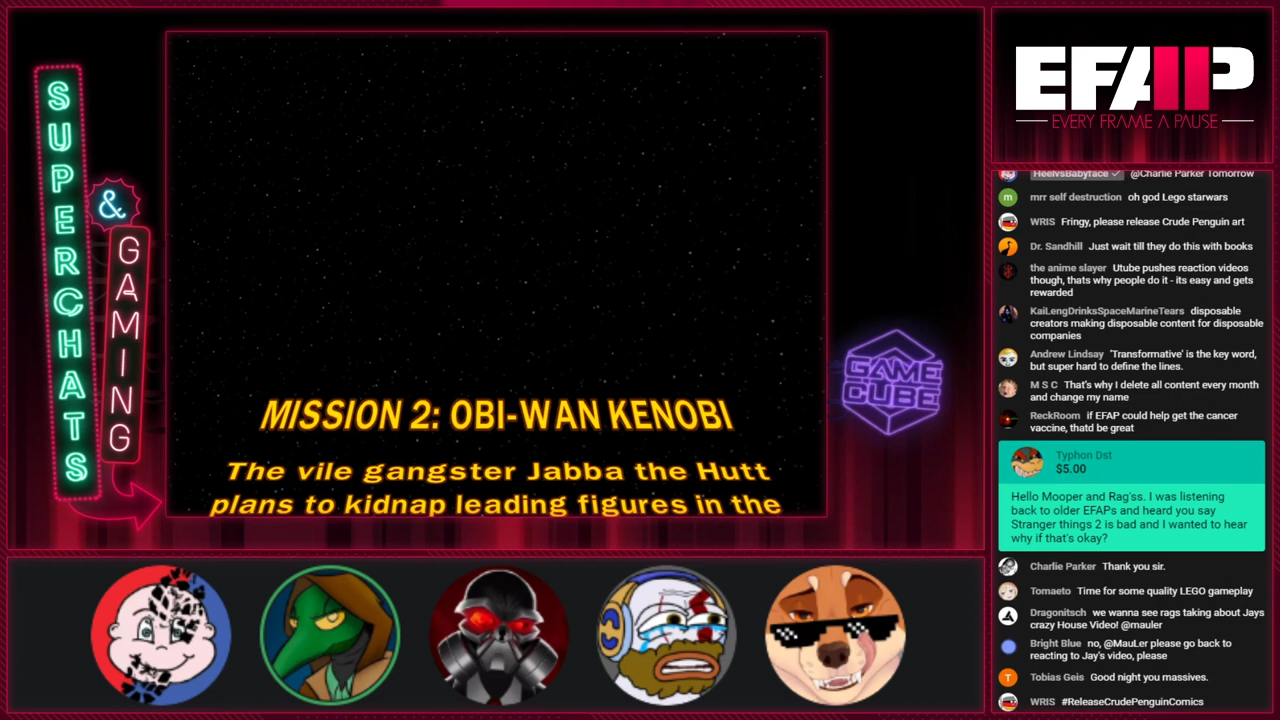 SUPERCHATS
&
GAMING
MISSION 2: OBI-WAN KENOBI
The vile gangster Jabba the Hutt
plans to kidnap leading figures in the
GAME
CUBE
EFAP
EVERY FRAME A PAUSE
HeelvsBabyface @Charlie Parker Tomorrow
m
mrr self destruction oh god Lego starwars
WRIS Fringy, please release Crude Penguin art
Dr. Sandhill Just wait till they do this with books
the anime slayer Utube pushes reaction videos
though, thats why people do it - its easy and gets
rewarded
KaiLengDrinksSpaceMarineTears disposable
creators making disposable content for disposable
companies
Andrew Lindsay 'Transformative' is the key word,
but super hard to define the lines.
M S C That's why I delete all content every month
and change my name
ReckRoom if EFAP could help get the cancer
vaccine, thatd be great
Typhon Dst
$5.00
Hello Mooper and Rag'ss. I was listening
back to older EFAPs and heard you say
Stranger things 2 is bad and I wanted to hear
why if that's okay?
Charlie Parker Thank you sir.
Tomaeto Time for some quality LEGO gameplay
Dragonitsch we wanna see rags taking about Jays
crazy House Video! @mauler
Bright Blue no, @MauLer please go back to
reacting to Jay's video, please
T
Tobias Geis Good night you massives.
WRIS #ReleaseCrudePenguinComics